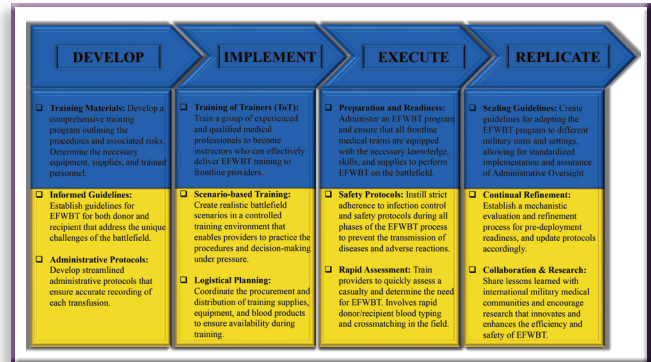 DEVELOP
❑ Training Materials: Develop a
comprehensive training
program outlining the
procedures and associated risks.
Determine the necessary
equipment, supplies, and trained
personnel.
❑ Informed Guidelines:
Establish guidelines for
EFWBT for both donor and
recipient that address the unique
challenges of the battlefield.
❑ Administrative Protocols:
Develop streamlined
administrative protocols that
ensure accurate recording of
each transfusion.
IMPLEMENT
❑ Training of Trainers (ToT):
Train a group of experienced
and qualified medical
professionals to become
instructors who can effectively
deliver EFWBT training to
frontline providers.
❑ Scenario-based Training:
Create realistic battlefield
scenarios in a controlled
training environment that
enables providers to practice the
procedures and decision-making
under pressure.
❑ Logistical Planning:
Coordinate the procurement and
distribution of training supplies,
equipment, and blood products
to ensure availability during
training.
EXECUTE
❑ Preparation and Readiness:
Administer an EFWBT program
and ensure that all frontline
medical teams are equipped
with the necessary knowledge,
skills, and supplies to perform
EFWBT on the battlefield.
❑ Safety Protocols: Instill strict
adherence to infection control
and safety protocols during all
phases of the EFWBT process
to prevent the transmission of
diseases and adverse reactions.
❑ Rapid Assessment: Train
providers to quickly assess a
casualty and determine the need
for EFWBT. Involves rapid
donor/recipient blood typing
and crossmatching in the field.
REPLICATE
❑ Scaling Guidelines: Create
guidelines for adapting the
EFWBT program to different
military units and settings,
allowing for standardized
implementation and assurance
of Administrative Oversight
❑ Continual Refinement:
Establish a mechanistic
evaluation and refinement
process for pre-deployment
readiness, and update protocols
accordingly.
❑ Collaboration & Research:
Share lessons learned with
international military medical
communities and encourage
research that innovates and
enhances the efficiency and
safety of EFWBT.